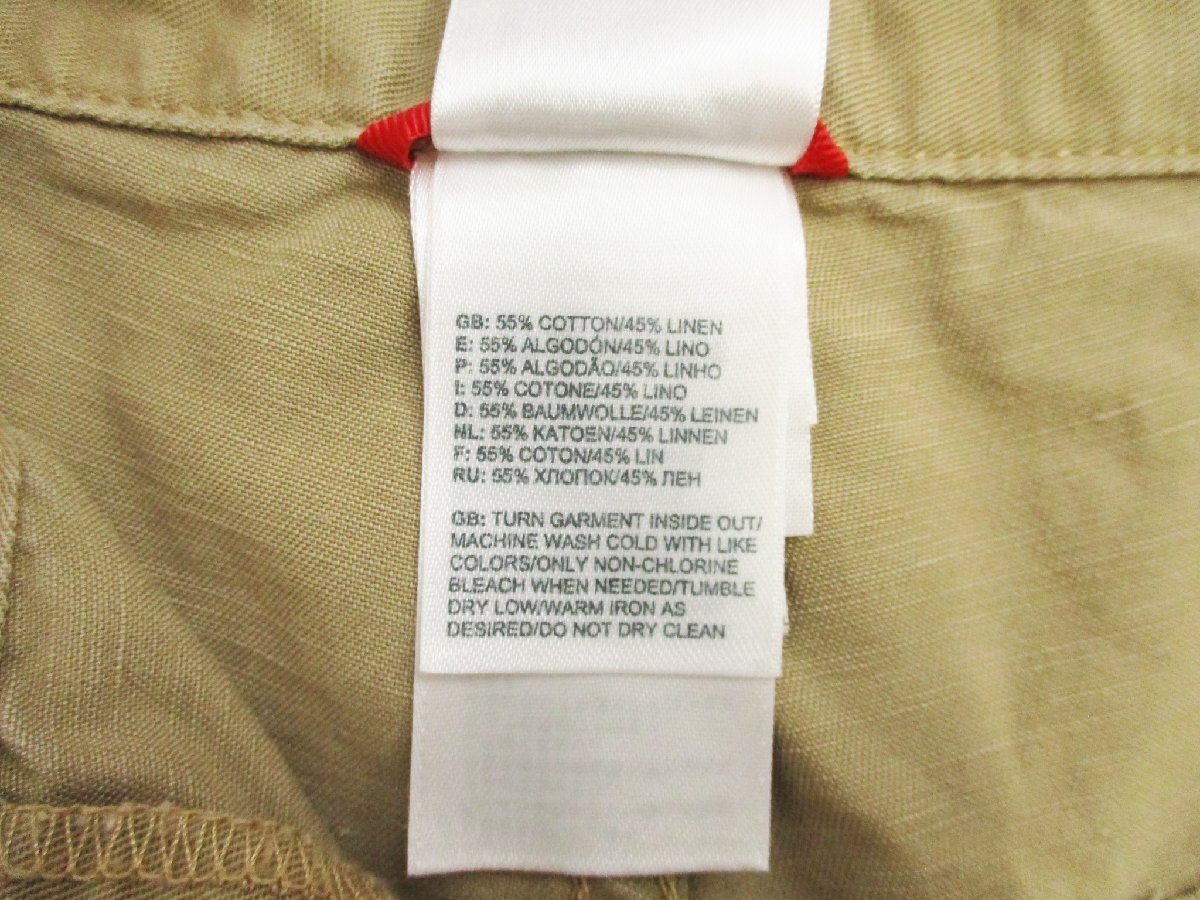 GB: 55% COTTON/45% LINEN
E: 55% ALGODÓN/45% LINO
P: 55% ALGODÃO/45% LINHO
I: 55% COTONE/45% LINO
D: 55% BAUMWOLLE/45% LEINEN
NL: 55% KATOEN/45% LINNEN
F: 55% COTON/45% LIN
RU: 55% ХЛОПОК/45% ЛЕН
GB: TURN GARMENT INSIDE OUT/
MACHINE WASH COLD WITH LIKE
COLORS/ONLY NON-CHLORINE
BLEACH WHEN NEEDED/TUMBLE
DRY LOW/WARM IRON AS
DESIRED/DO NOT DRY CLEAN